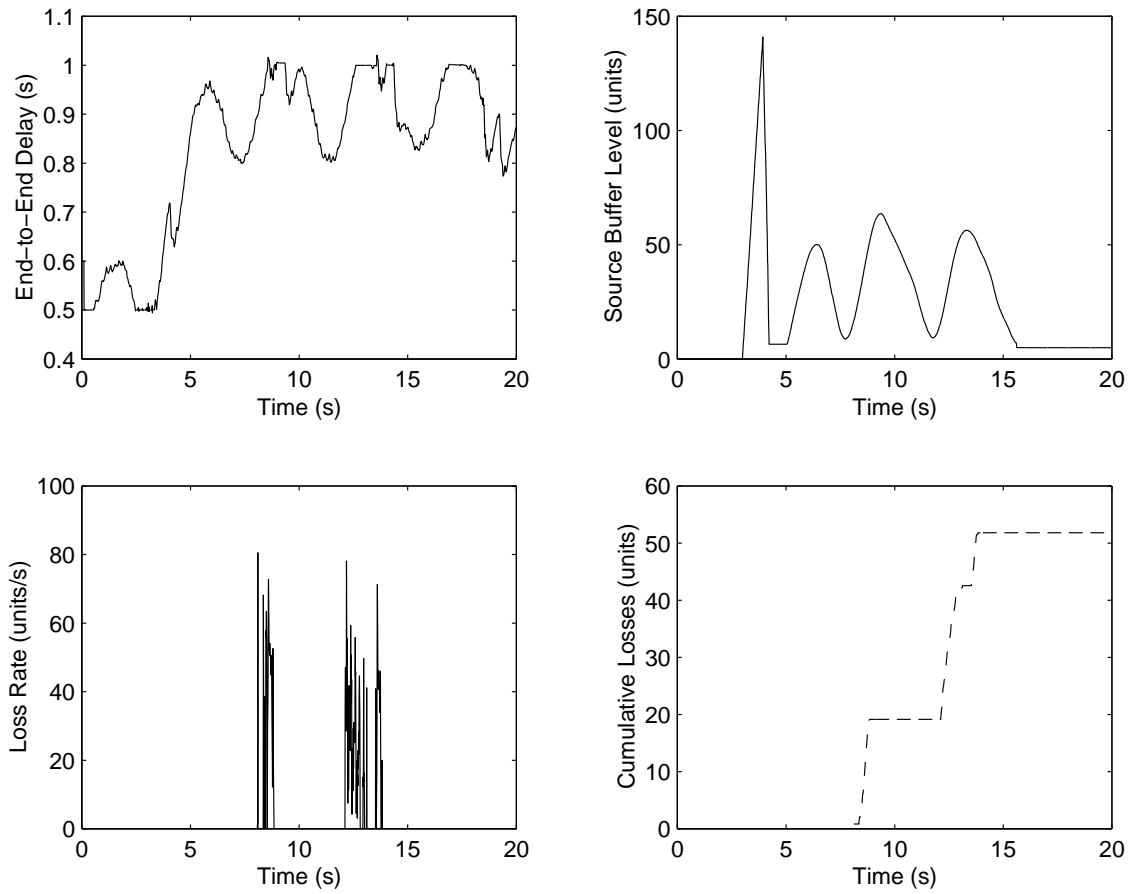 1.1
1
0.9
0.8
0.7
0.6
0.5
0.4
0 5 10 15 20
End−to−End Delay (s)
Time (s)
150
100
50
0
0 5 10 15 20
Source Buffer Level (units)
Time (s)
100
80
60
40
20
0
0 5 10 15 20
Loss Rate (units/s)
Time (s)
60
50
40
30
20
10
0
0 5 10 15 20
Cumulative Losses (units)
Time (s)